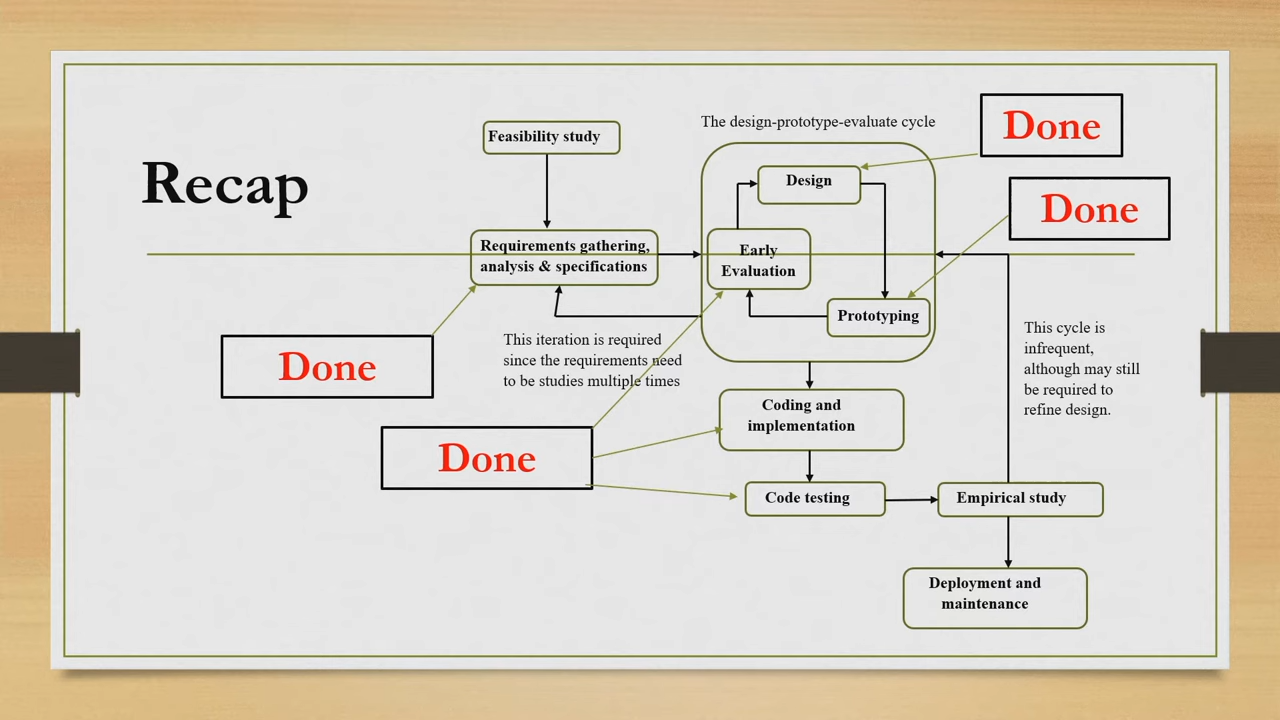 Recap
Feasibility study
Requirements gathering,
analysis & specifications
This iteration is required
since the requirements need
to be studies multiple times
The design-prototype-evaluate cycle
Design
Early
Evaluation
Prototyping
Coding and
implementation
Code testing
Empirical study
Deployment and
maintenance
This cycle is
infrequent,
although may still
be required to
refine design.
Done
Done
Done
Done